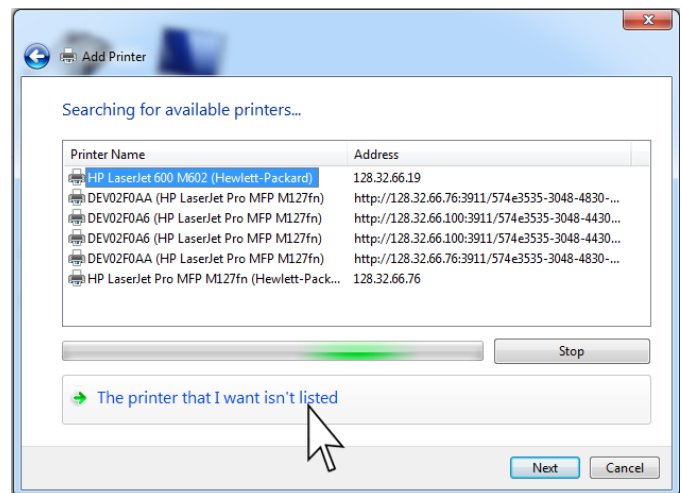 Add Printer
Searching for available printers...
Printer Name Address
HP LaserJet 600 M602 (Hewlett-Packard) 128.32.66.19
DEV02F0AA (HP LaserJet Pro MFP M127fn) http://128.32.66.76:3911/574e3535-3048-4830-...
DEV02F0A6 (HP LaserJet Pro MFP M127fn) http://128.32.66.100:3911/574e3535-3048-4430...
DEV02F0A6 (HP LaserJet Pro MFP M127fn) http://128.32.66.100:3911/574e3535-3048-4430...
DEV02F0AA (HP LaserJet Pro MFP M127fn) http://128.32.66.76:3911/574e3535-3048-4830-...
HP LaserJet Pro MFP M127fn (Hewlett-Pack... 128.32.66.76
Stop
The printer that I want isn't listed
Next Cancel